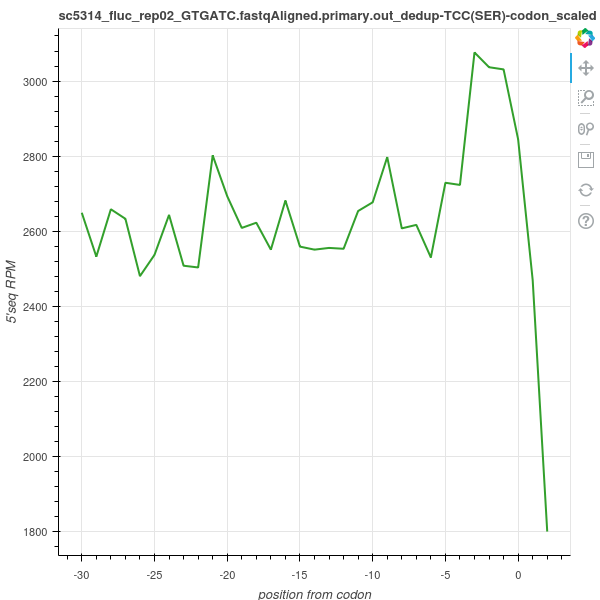 sc5314_fluc_rep02_GTGATC.fastqAligned.primary.out_dedup-TCC(SER)-codon_scaled
3000
2800
2600
2400
2200
2000
1800
5'seq RPM
-30 -25 -20 -15 -10 -5 0
position from codon